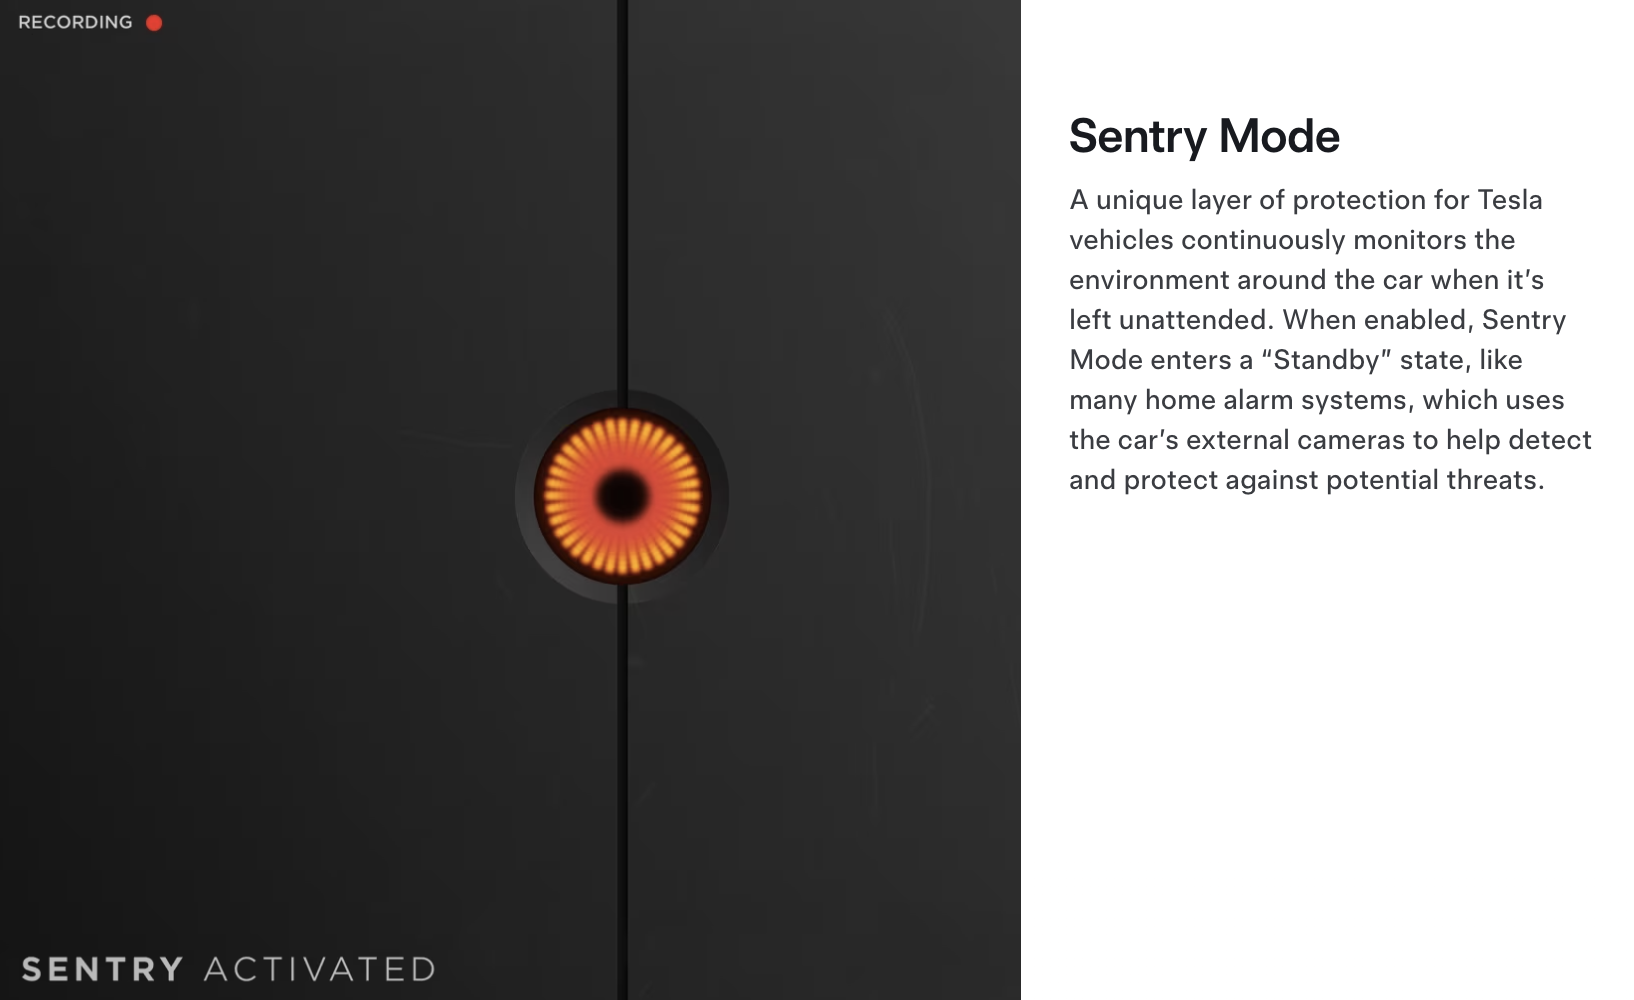 RECORDING
Sentry Mode
A unique layer of protection for Tesla
vehicles continuously monitors the
environment around the car when it’s
left unattended. When enabled, Sentry
Mode enters a “Standby” state, like
many home alarm systems, which uses
the car’s external cameras to help detect
and protect against potential threats.
SENTRY ACTIVATED